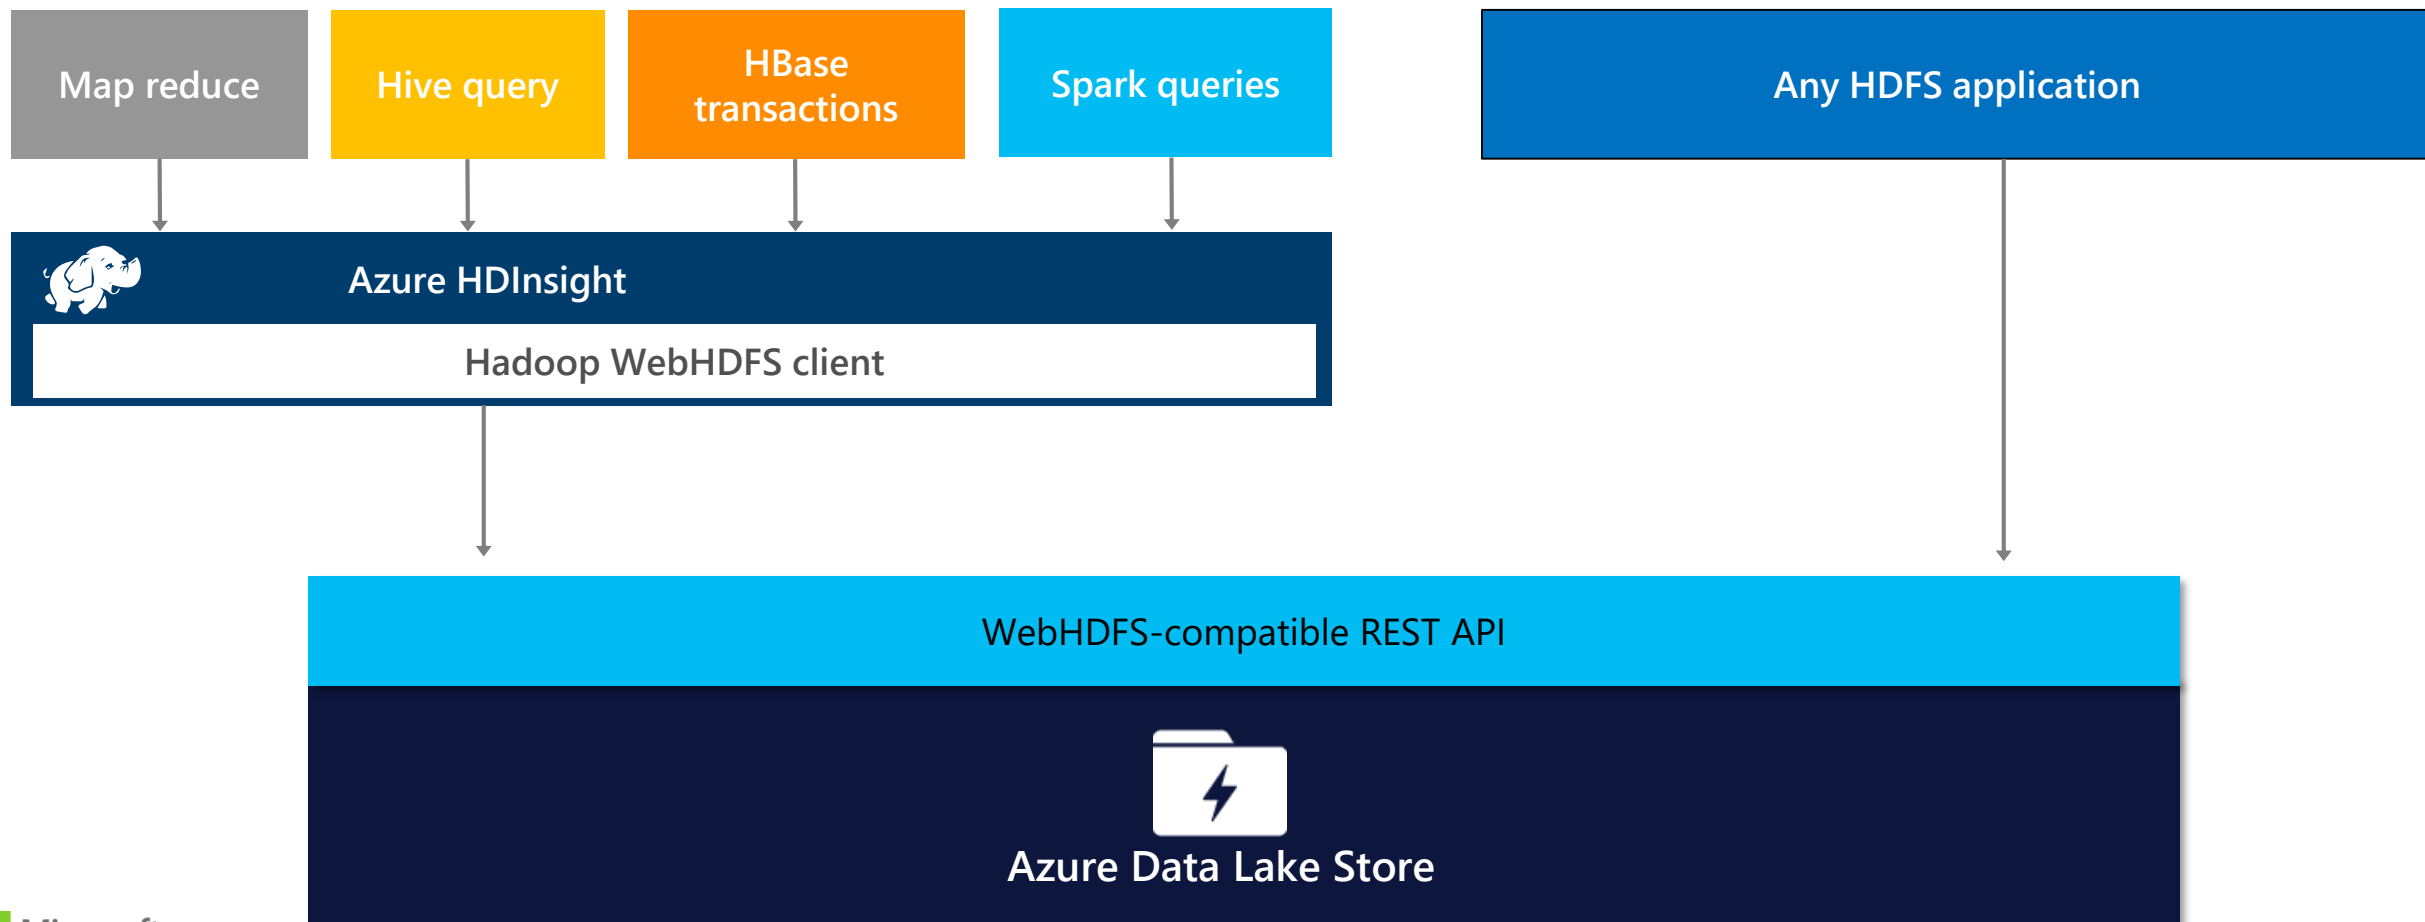 Map reduce
Hive query
HBase
transactions
Spark queries
Any HDFS application
Azure HDInsight
Hadoop WebHDFS client
WebHDFS-compatible REST API
Azure Data Lake Store